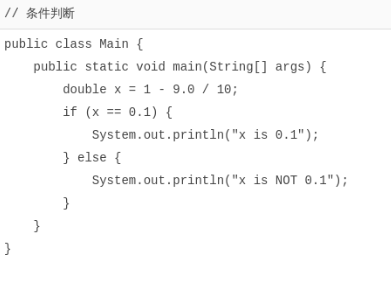 // 条件判断
public class Main {
    public static void main(String[] args) {
        double x = 1 - 9.0 / 10;
        if (x == 0.1) {
            System.out.println("x is 0.1");
        } else {
            System.out.println("x is NOT 0.1");
        }
    }
}